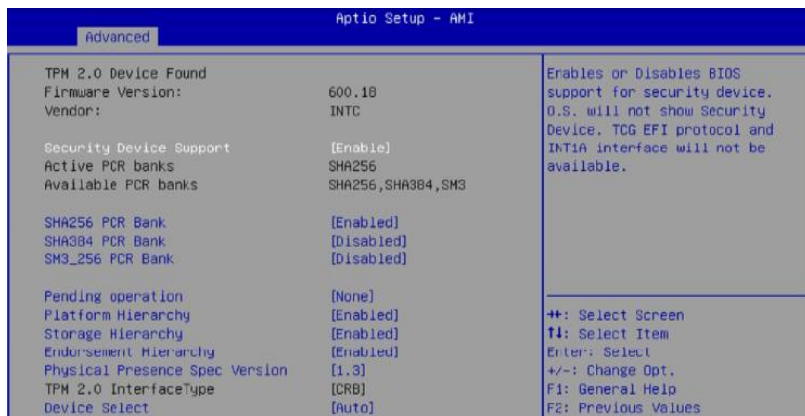 Aptio Setup - AMI
Advanced
TPM 2.0 Device Found
Firmware Version: 600.18
Vendor: INTC
Security Device Support [Enable]
Active PCR banks SHA256
Available PCR banks SHA256,SHA384,SM3
SHA256 PCR Bank [Enabled]
SHA384 PCR Bank [Disabled]
SM3_256 PCR Bank [Disabled]
Pending operation [None]
Platform Hierarchy [Enabled]
Storage Hierarchy [Enabled]
Endorsement Hierarchy [Enabled]
Physical Presence Spec Version [1.3]
TPM 2.0 InterfaceType [CRB]
Device Select [Auto]
Enables or Disables BIOS
support for security device.
O.S. will not show Security
Device. TCG EFI protocol and
INT1A interface will not be
available.
→←: Select Screen
↑↓: Select Item
Enter: Select
+/-: Change Opt.
F1: General Help
F2: Previous Values